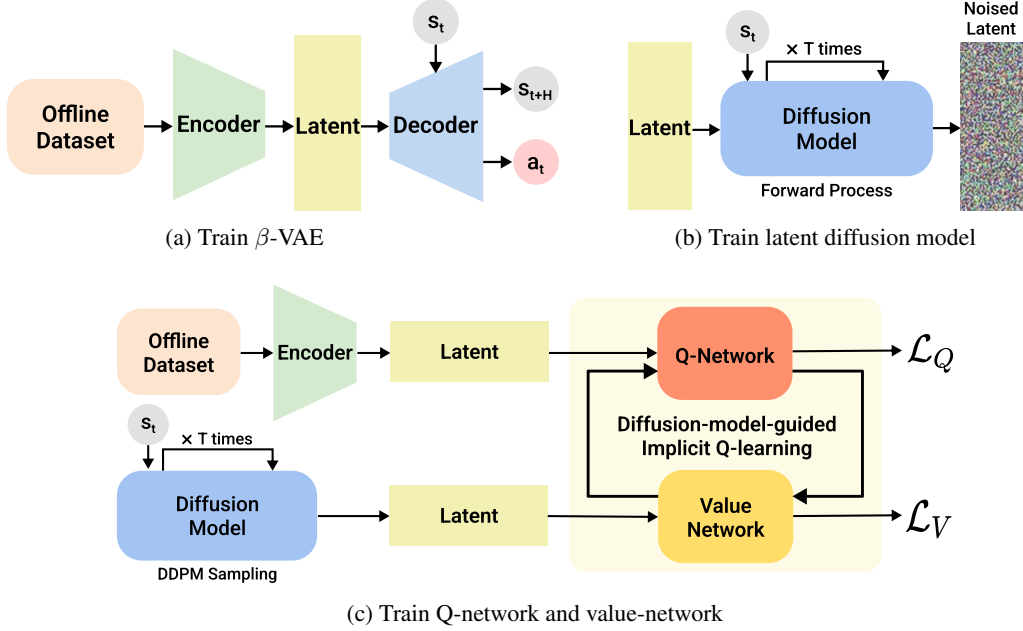 Offline
Dataset
Encoder
Latent
s_t
Decoder
s_{t+H}
a_t
(a) Train β-VAE
Latent
s_t
× T times
Diffusion
Model
Forward Process
Noised
Latent
(b) Train latent diffusion model
Offline
Dataset
Encoder
Latent
Q-Network
ℒ_Q
s_t
× T times
Diffusion
Model
DDPM Sampling
Latent
Diffusion-model-guided
Implicit Q-learning
Value
Network
ℒ_V
(c) Train Q-network and value-network